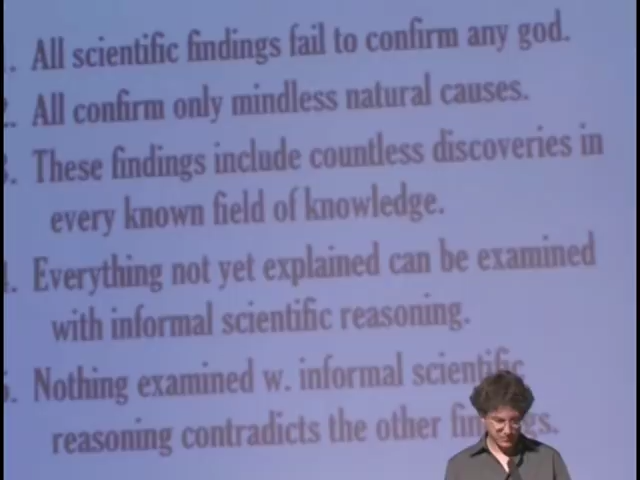 . All scientific findings fail to confirm any god.
. All confirm only mindless natural causes.
. These findings include countless discoveries in
every known field of knowledge.
. Everything not yet explained can be examined
with informal scientific reasoning.
. Nothing examined w. informal scientific
reasoning contradicts the other findings.